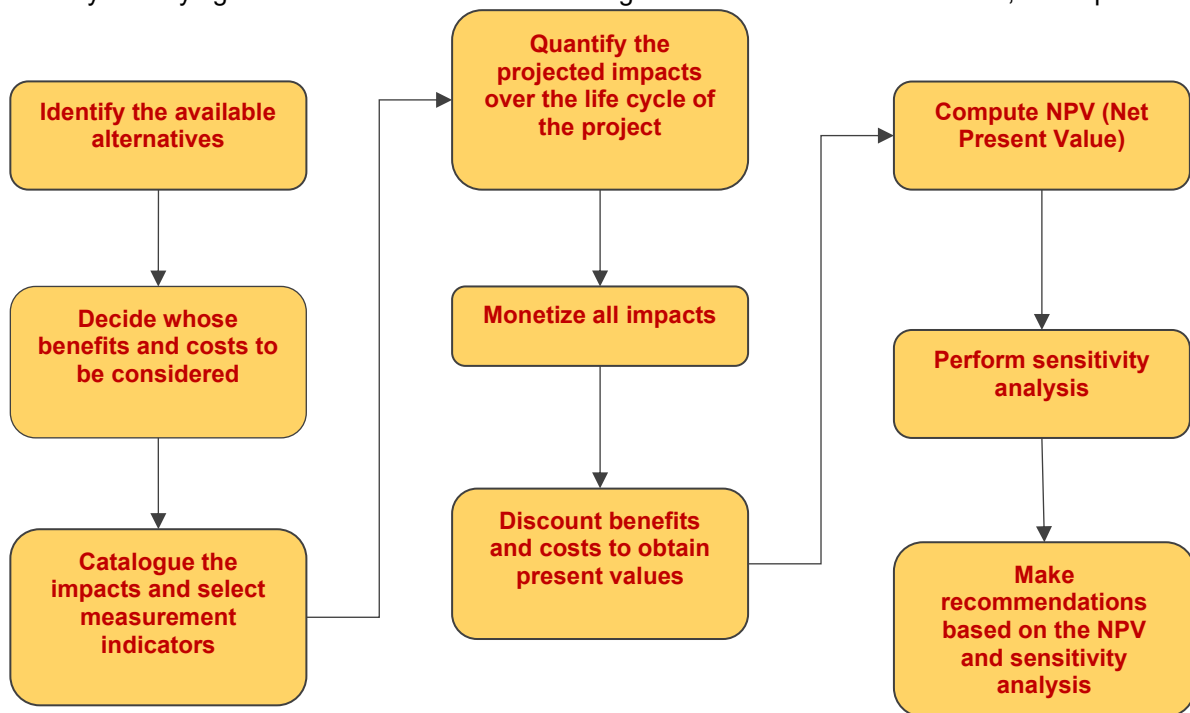 Identify the available
alternatives
Decide whose
benefits and costs to
be considered
Catalogue the
impacts and select
measurement
indicators
Quantify the
projected impacts
over the life cycle of
the project
Monetize all impacts
Discount benefits
and costs to obtain
present values
Compute NPV (Net
Present Value)
Perform sensitivity
analysis
Make
recommendations
based on the NPV
and sensitivity
analysis